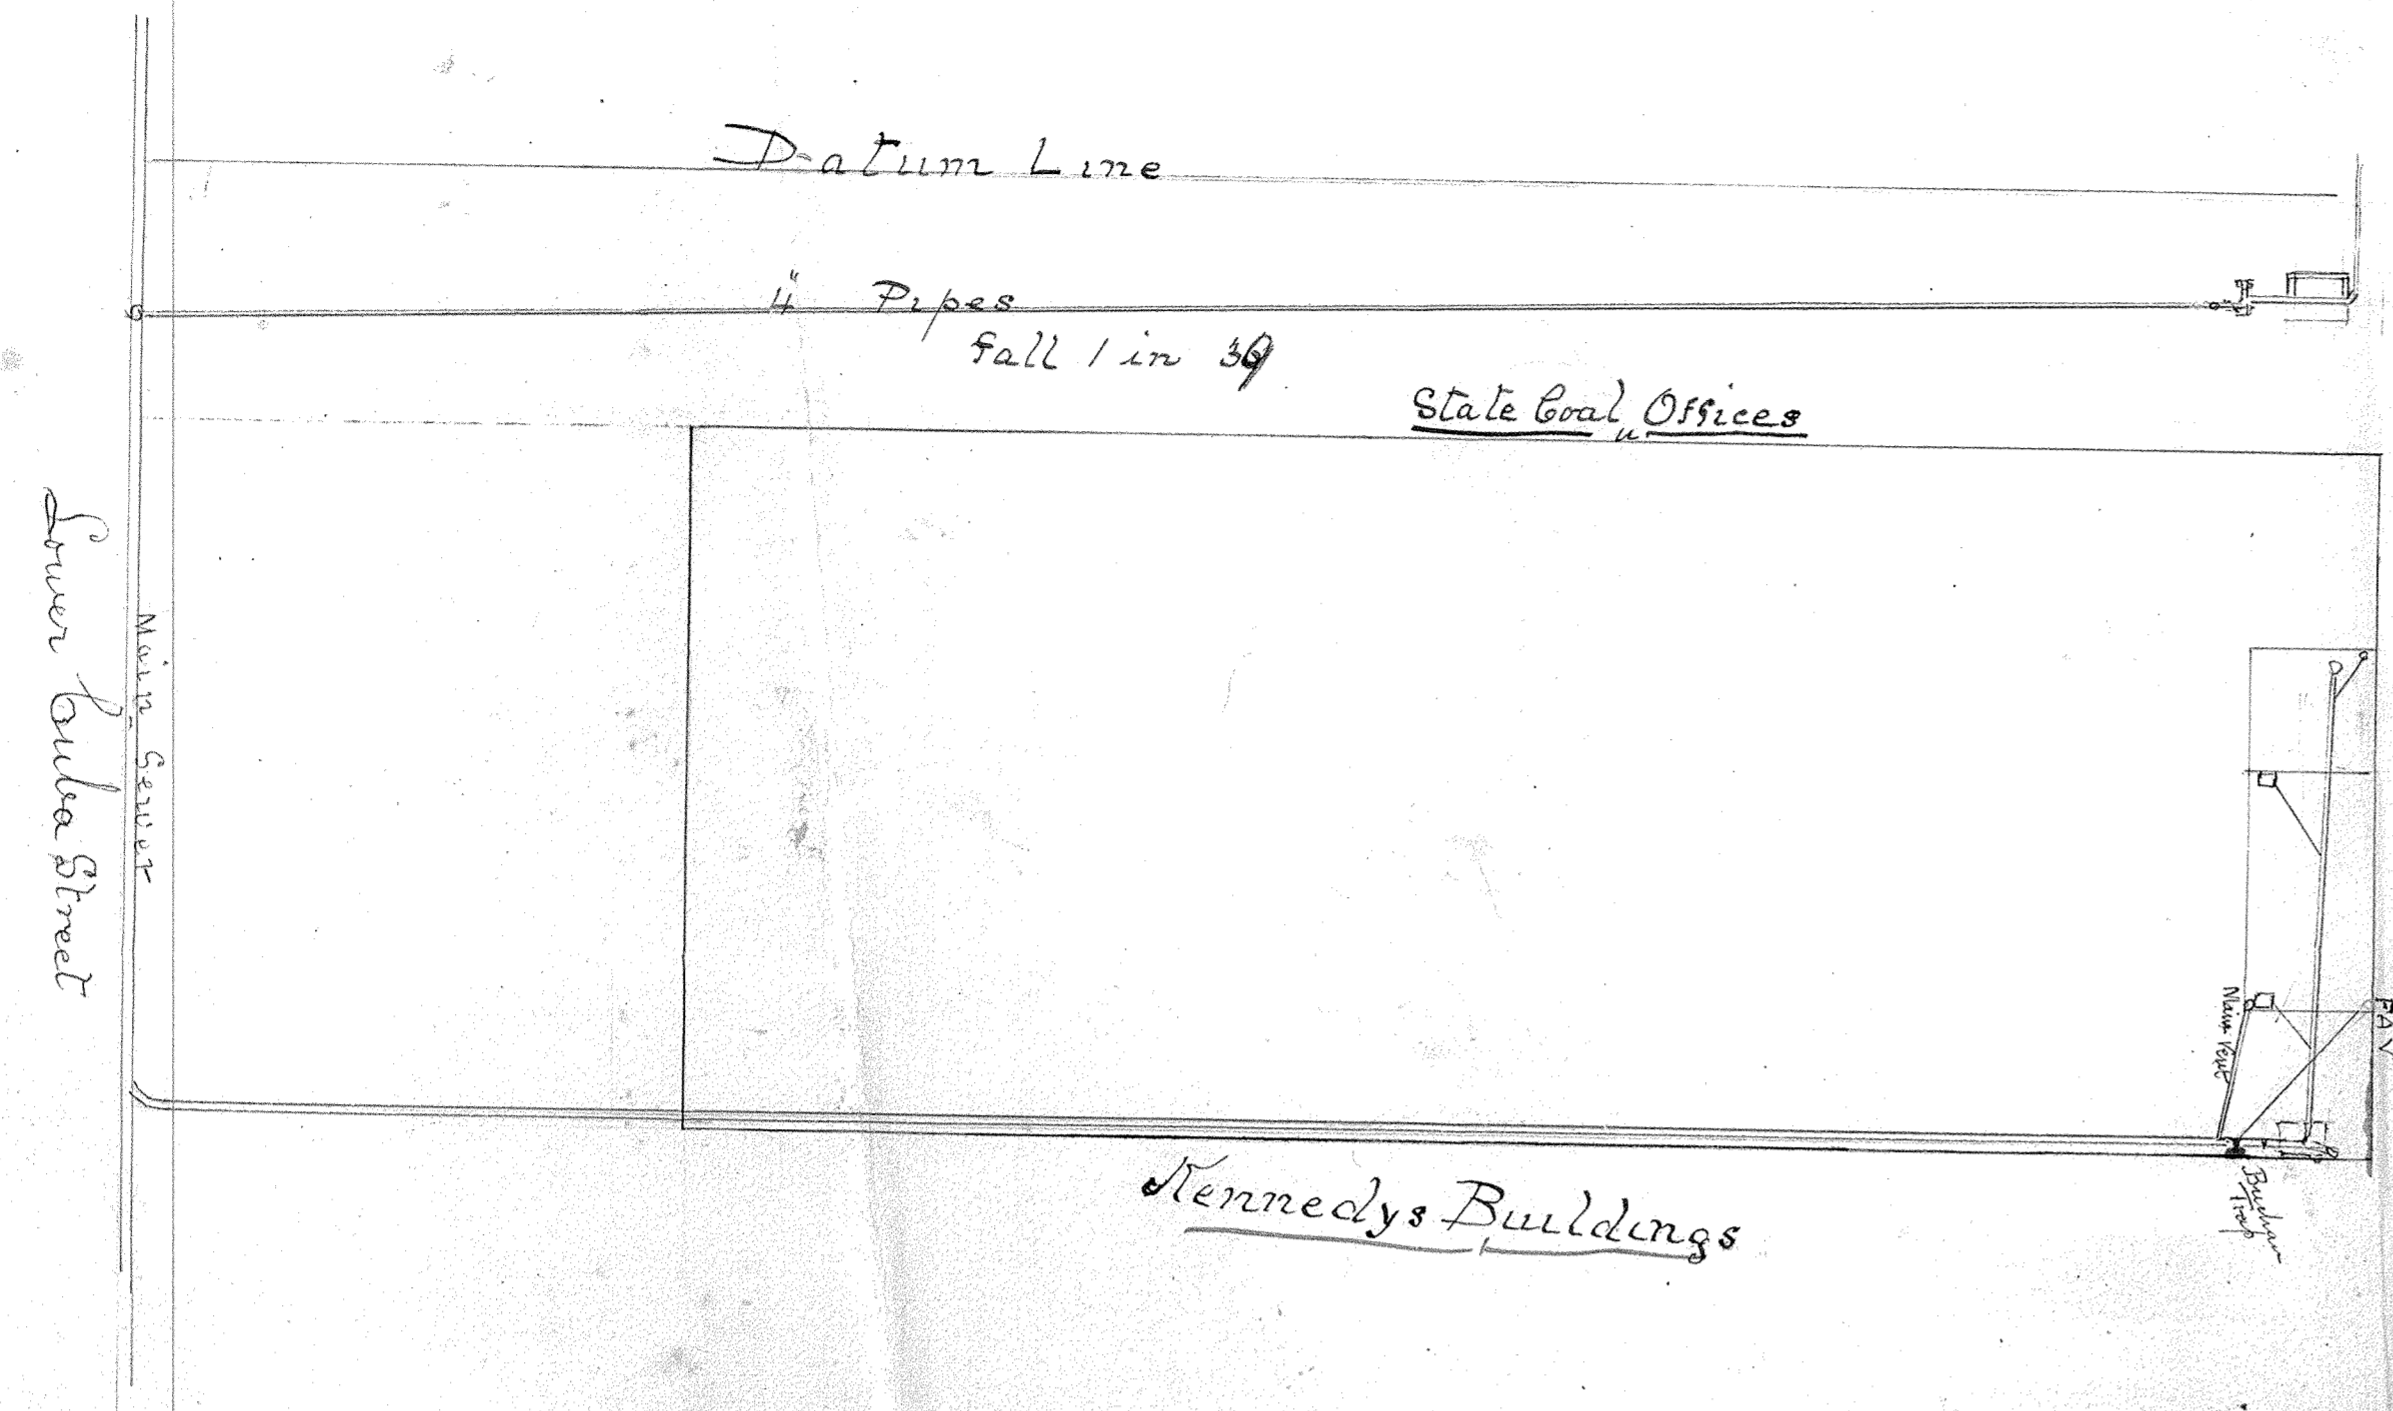 Datum Line
4" Pipes
fall 1 in
State Coal Offices
Lower Cuba Street
Main Sewer
Main Vent
F A V
Buchan
Trap
Kennedys Buildings